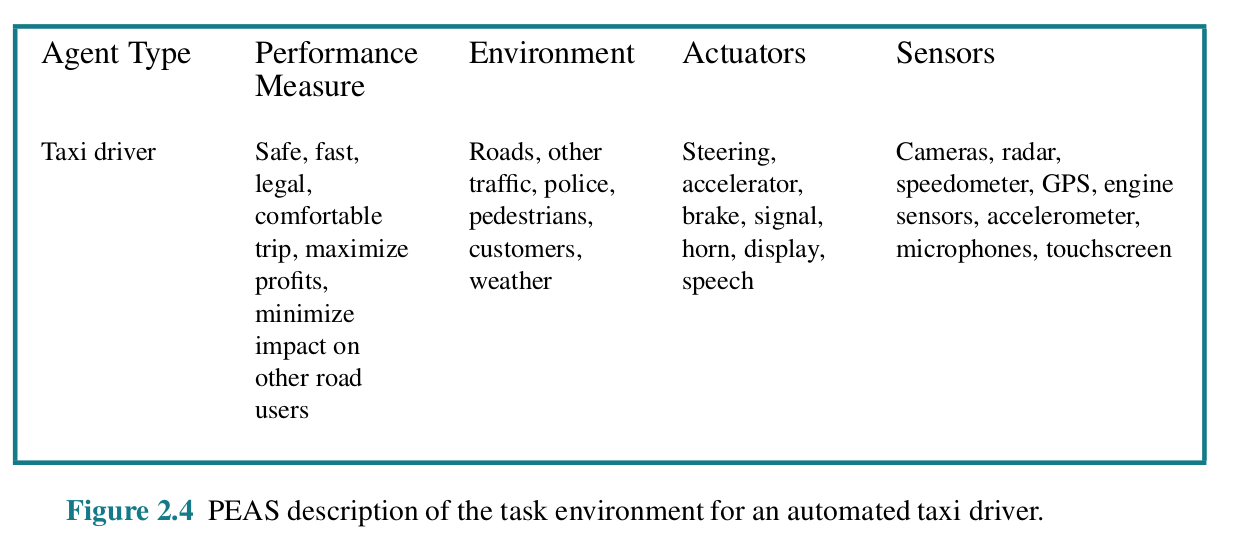 Agent Type
Performance
Measure
Environment
Actuators
Sensors
Taxi driver
Safe, fast,
legal,
comfortable
trip, maximize
profits,
minimize
impact on
other road
users
Roads, other
traffic, police,
pedestrians,
customers,
weather
Steering,
accelerator,
brake, signal,
horn, display,
speech
Cameras, radar,
speedometer, GPS, engine
sensors, accelerometer,
microphones, touchscreen
Figure 2.4 PEAS description of the task environment for an automated taxi driver.